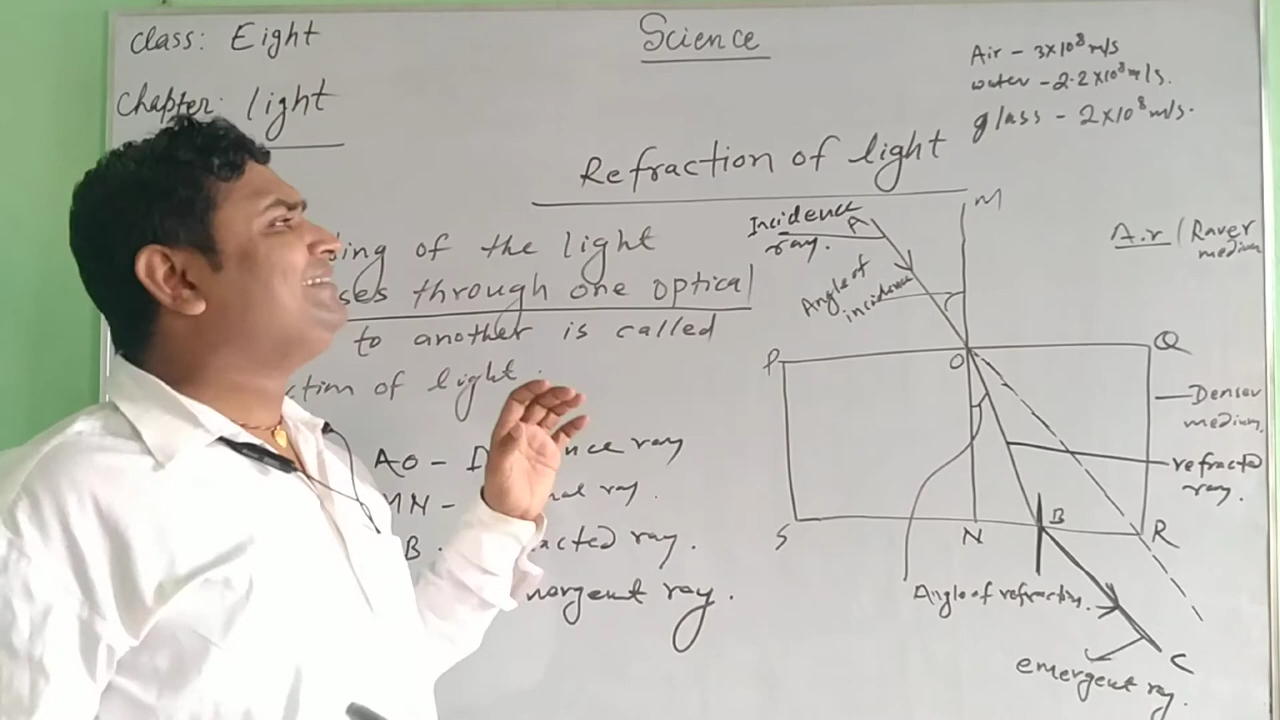 Class: Eight
Science
Chapter: light
Air - 3x10⁸ m/s
water - 2.2x10⁸ m/s.
glass - 2x10⁸ m/s.
Refraction of light
ing of the light
ses through one optical
to another is called
ction of light.
AO - I nce ray
MN - nal ray.
B. acted ray.
mergent ray.
M
Incidence
ray.
A
Angle of
incidence
Air / Rarer
medium
P
O
Q
Denser
medium.
refracted
ray.
S
N
B
R
Angle of refraction.
C
emergent ray.